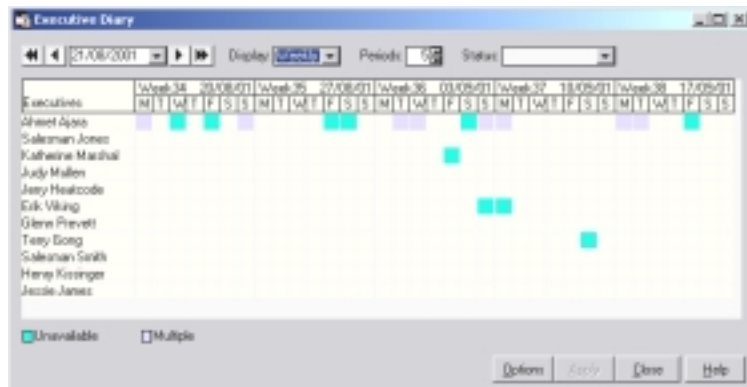 Executive Diary
21/08/2001 Display: Weekly Periods: 5 Status:
Week 34 20/08/01 Week 35 27/08/01 Week 36 03/09/01 Week 37 10/09/01 Week 38 17/09/01
Executives M T W T F S S M T W T F S S M T W T F S S M T W T F S S M T W T F S S
Ahmet Ajara
Salesman Jones
Katherine Marshal
Judy Mullen
Jerry Heatcode
Erik Viking
Glenn Prevett
Terry Gong
Salesman Smith
Henry Kissinger
Jessie James
Unavailable Multiple
Options Apply Close Help